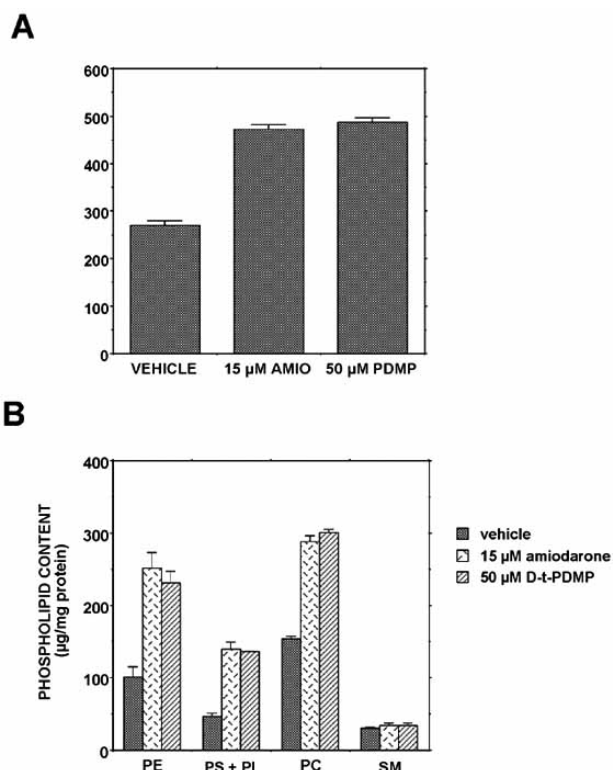 A
600
500
400
300
200
100
0
VEHICLE 15 µM AMIO 50 µM PDMP
B
400
300
200
100
0
PHOSPHOLIPID CONTENT
(µg/mg protein)
vehicle
15 µM amiodarone
50 µM D-t-PDMP
PE PS + PI PC SM